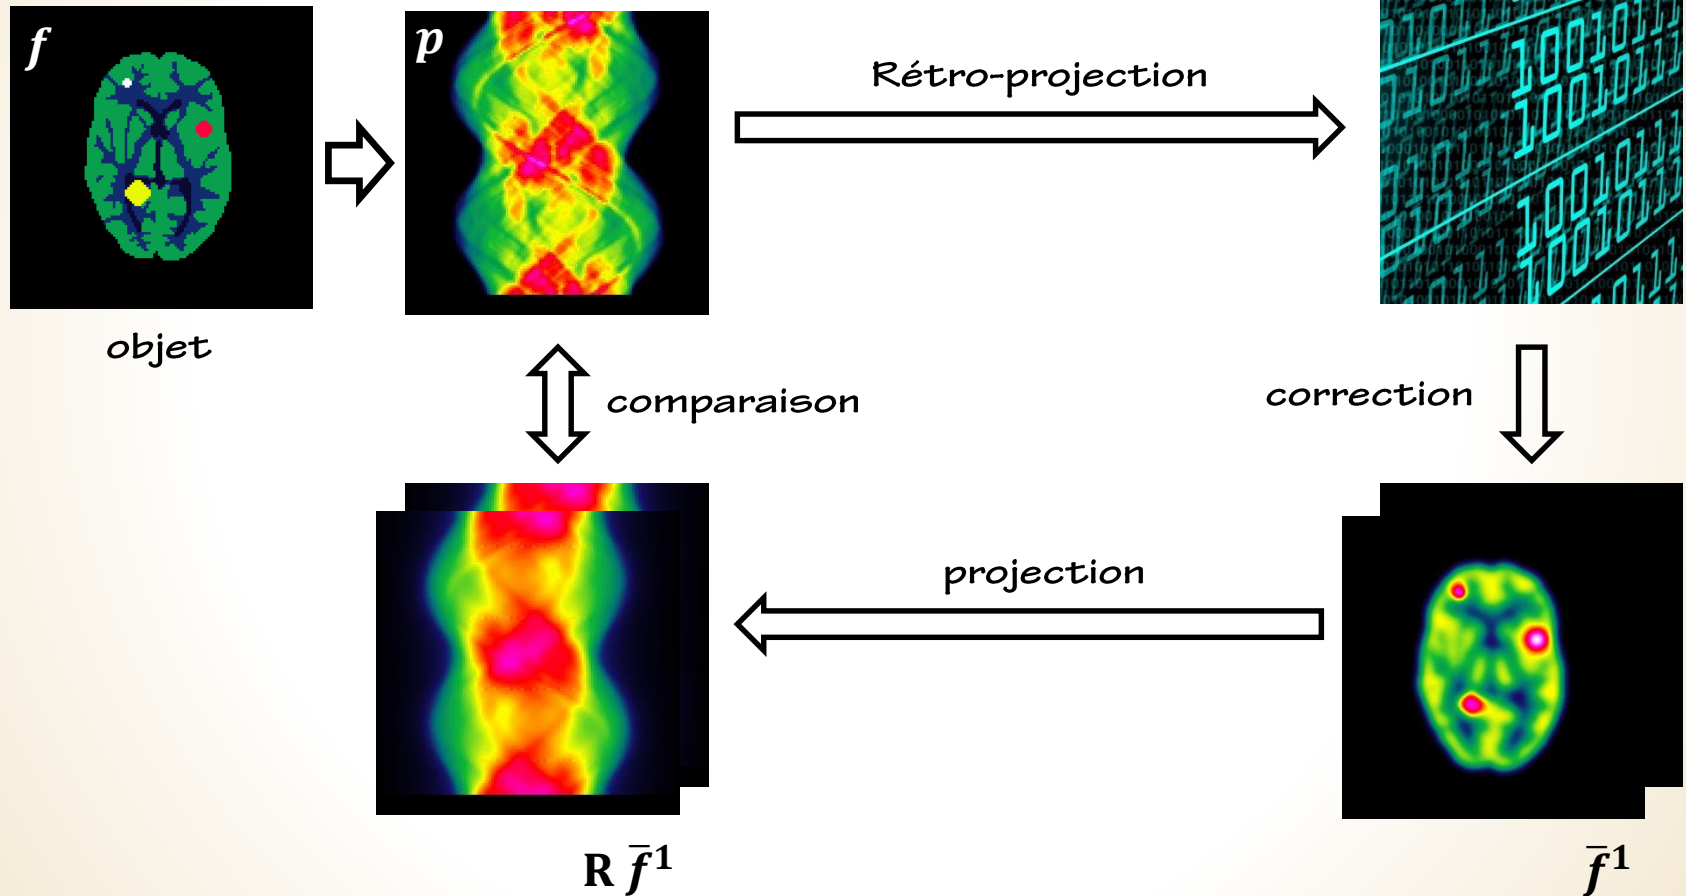 f
p
Rétro-projection
objet
comparaison
correction
projection
R f̄¹
f̄¹